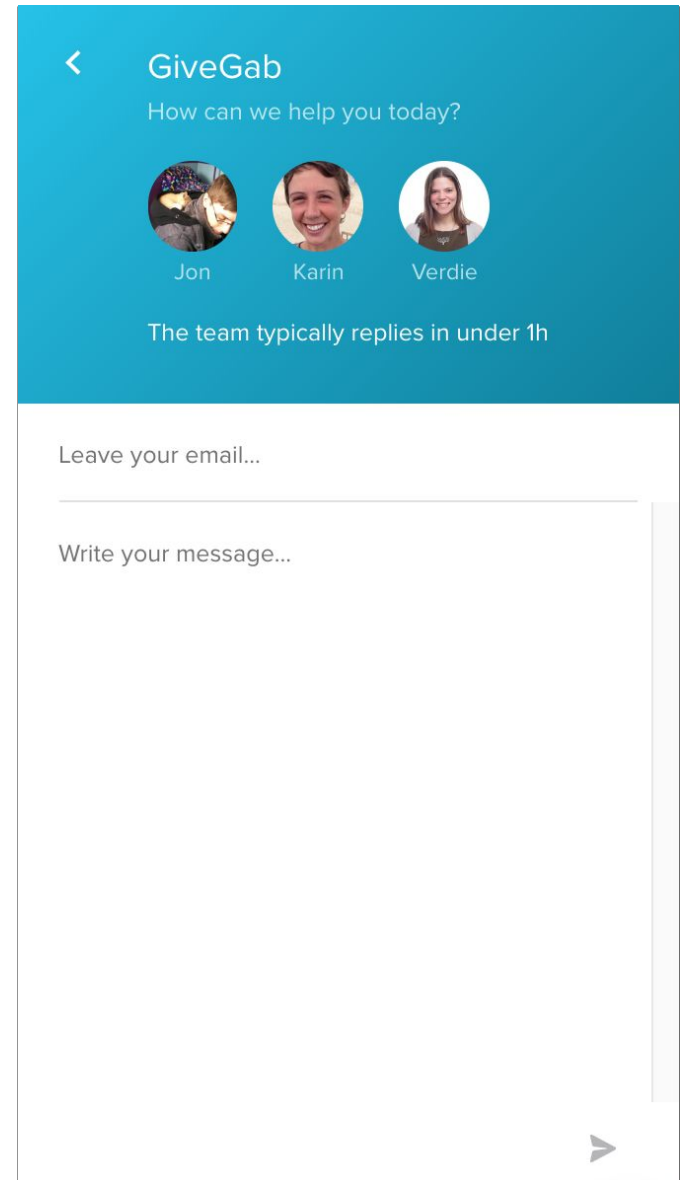 GiveGab
How can we help you today?
Jon Karin Verdie
The team typically replies in under 1h
Leave your email...
Write your message...